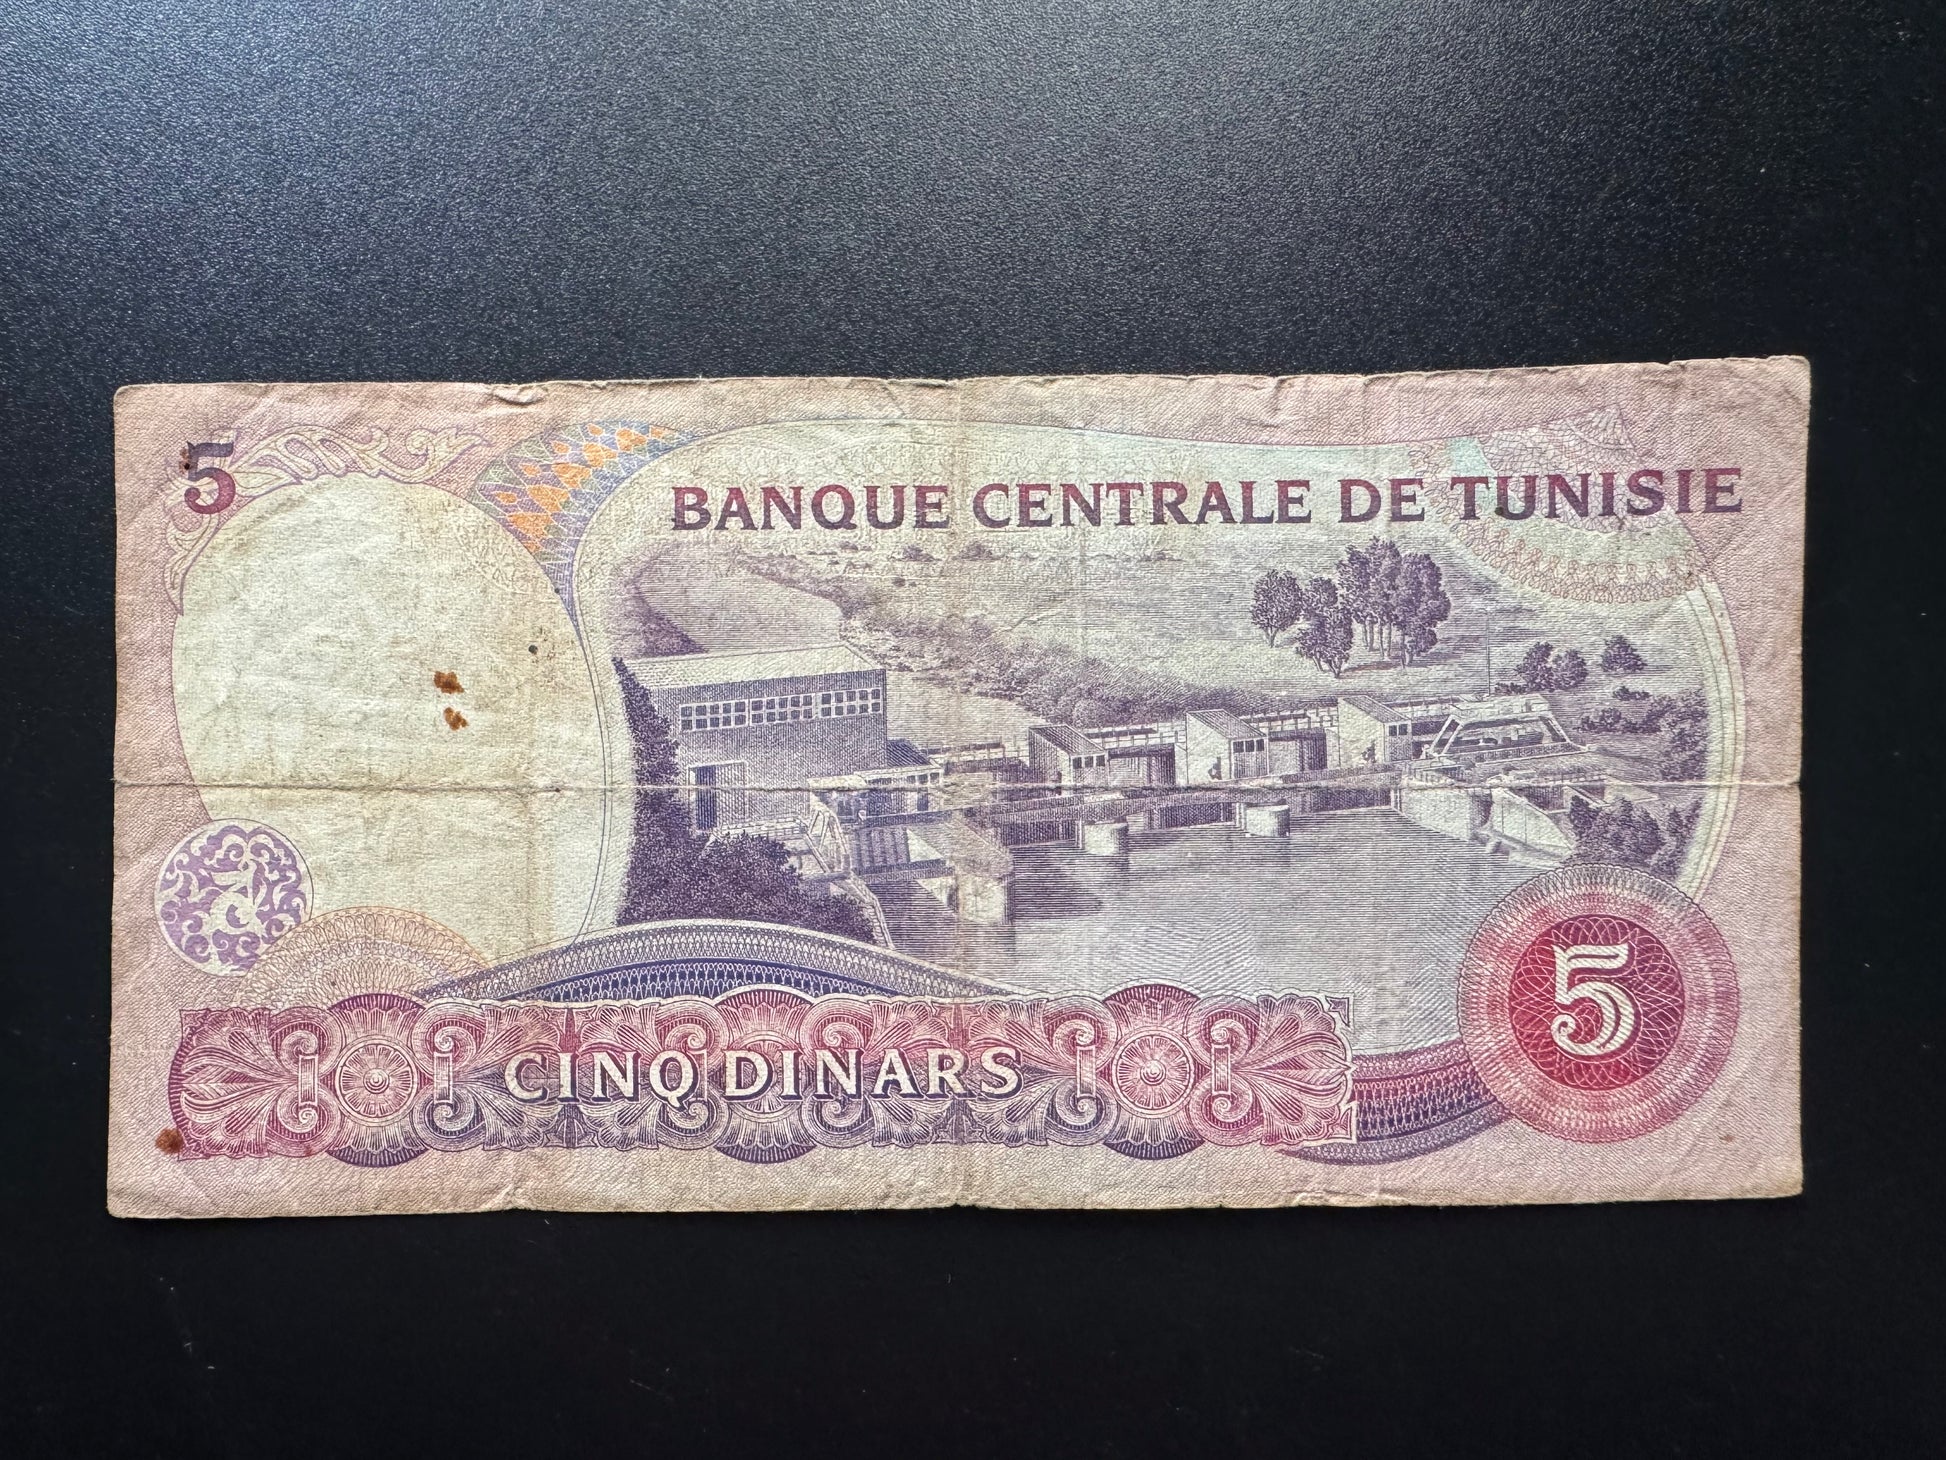 5
BANQUE CENTRALE DE TUNISIE
CINQ DINARS
5